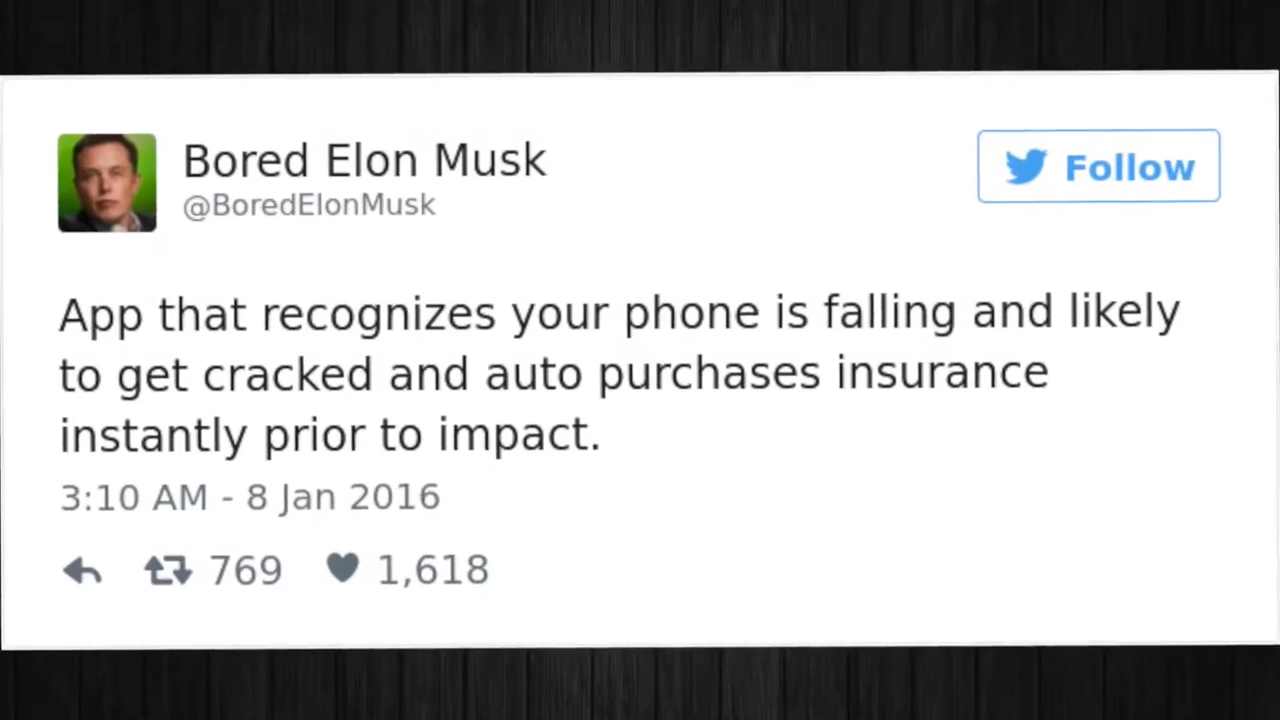 Bored Elon Musk
@BoredElonMusk
Follow
App that recognizes your phone is falling and likely
to get cracked and auto purchases insurance
instantly prior to impact.
3:10 AM - 8 Jan 2016
769 1,618